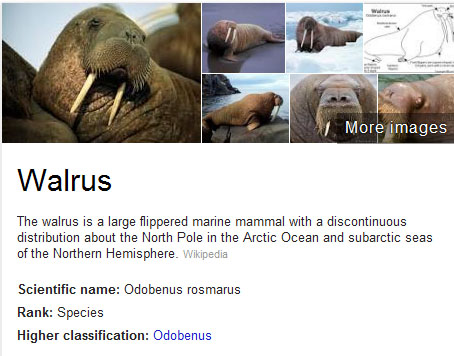 Walrus
More images
Walrus
The walrus is a large flippered marine mammal with a discontinuous
distribution about the North Pole in the Arctic Ocean and subarctic seas
of the Northern Hemisphere. Wikipedia
Scientific name: Odobenus rosmarus
Rank: Species
Higher classification: Odobenus